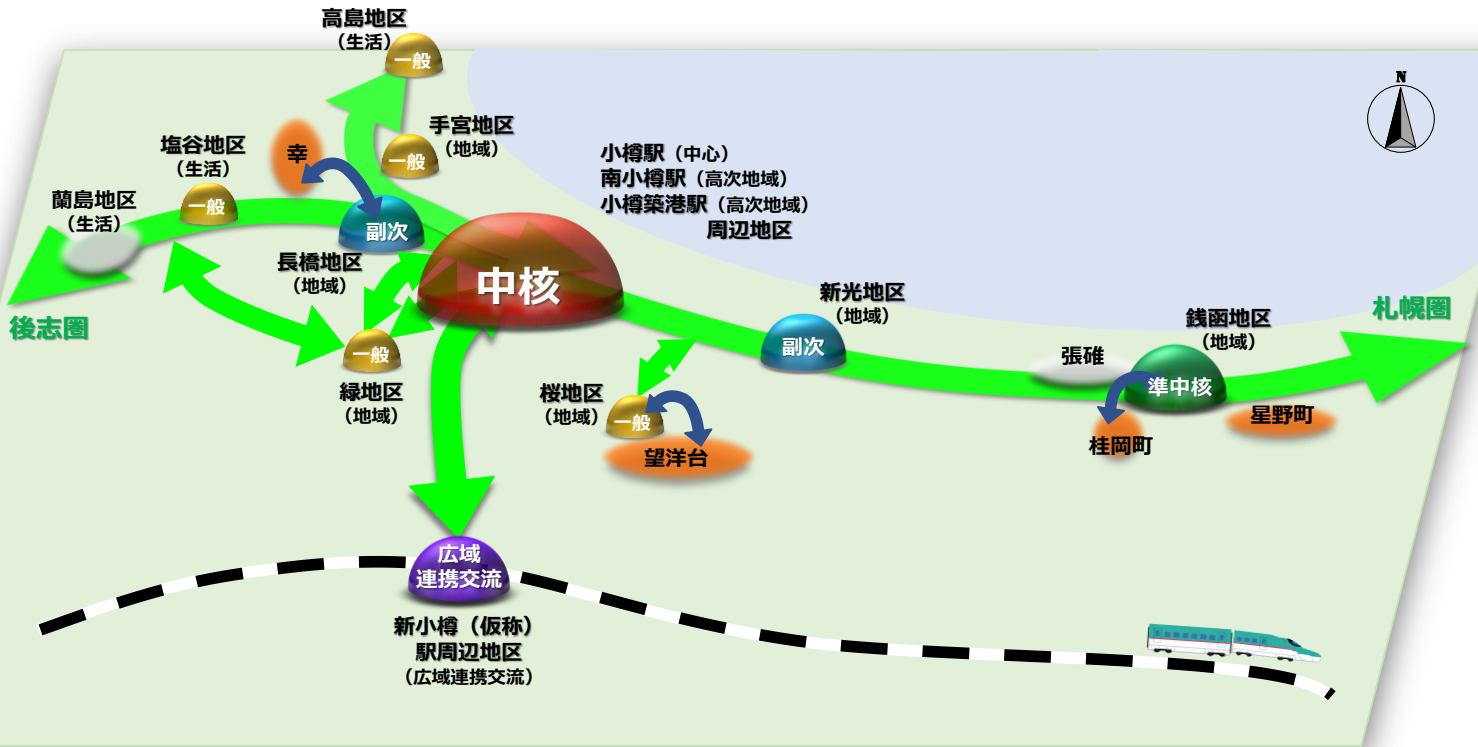 高島地区
（生活）
一般
N
手宮地区
（地域）
一般
塩谷地区
（生活）
一般
幸
蘭島地区
（生活）
副次
長橋地区
（地域）
小樽駅（中心）
南小樽駅（高次地域）
小樽築港駅（高次地域）
周辺地区
中核
後志圏
一般
緑地区
（地域）
新光地区
（地域）
副次
桜地区
（地域）
一般
望洋台
張碓
銭函地区
（地域）
準中核
桂岡町
星野町
札幌圏
広域
連携交流
新小樽（仮称）
駅周辺地区
（広域連携交流）